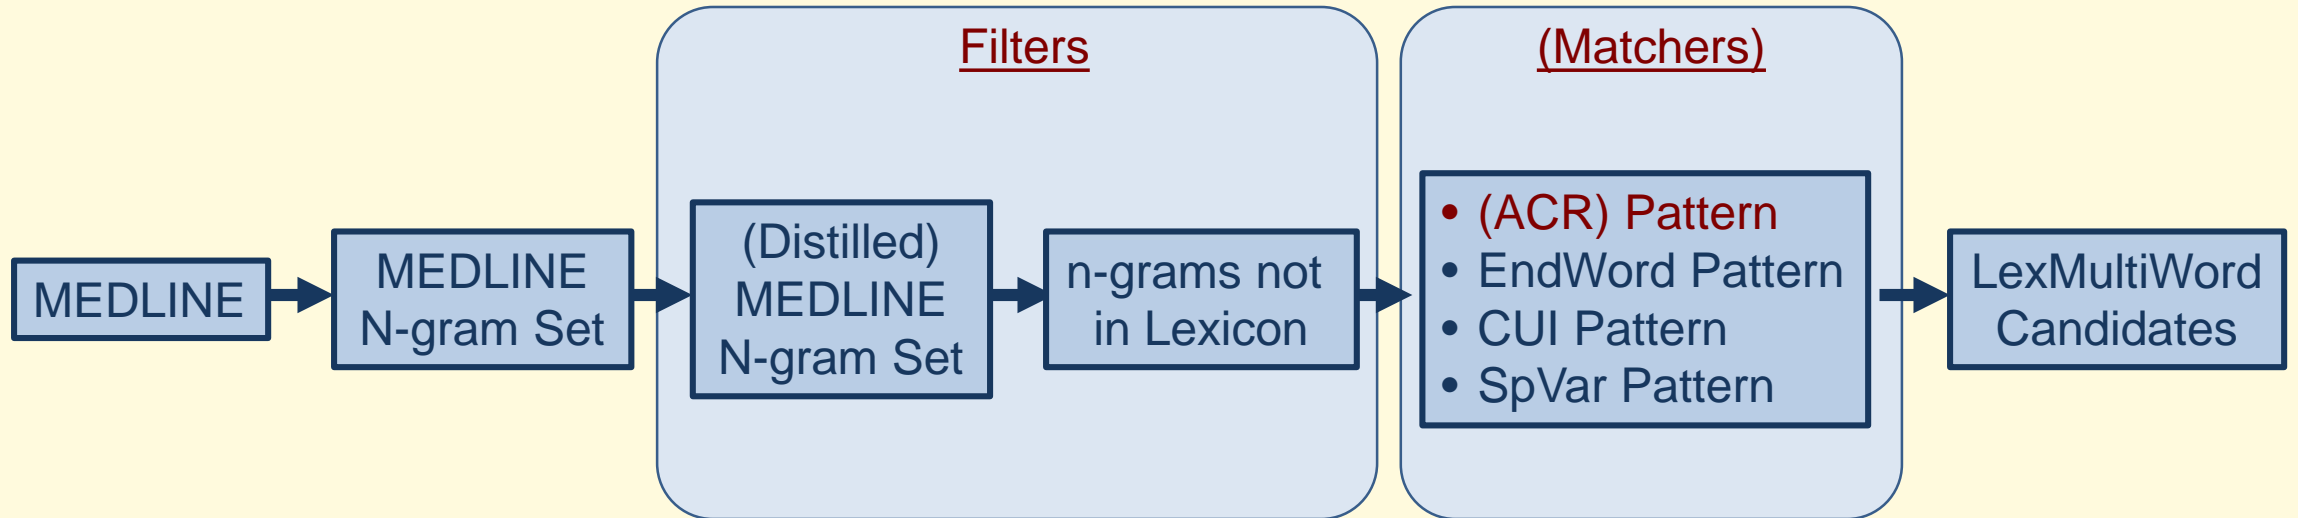 MEDLINE
MEDLINE
N-gram Set
Filters
(Distilled)
MEDLINE
N-gram Set
n-grams not
in Lexicon
(Matchers)
• (ACR) Pattern
• EndWord Pattern
• CUI Pattern
• SpVar Pattern
LexMultiWord
Candidates